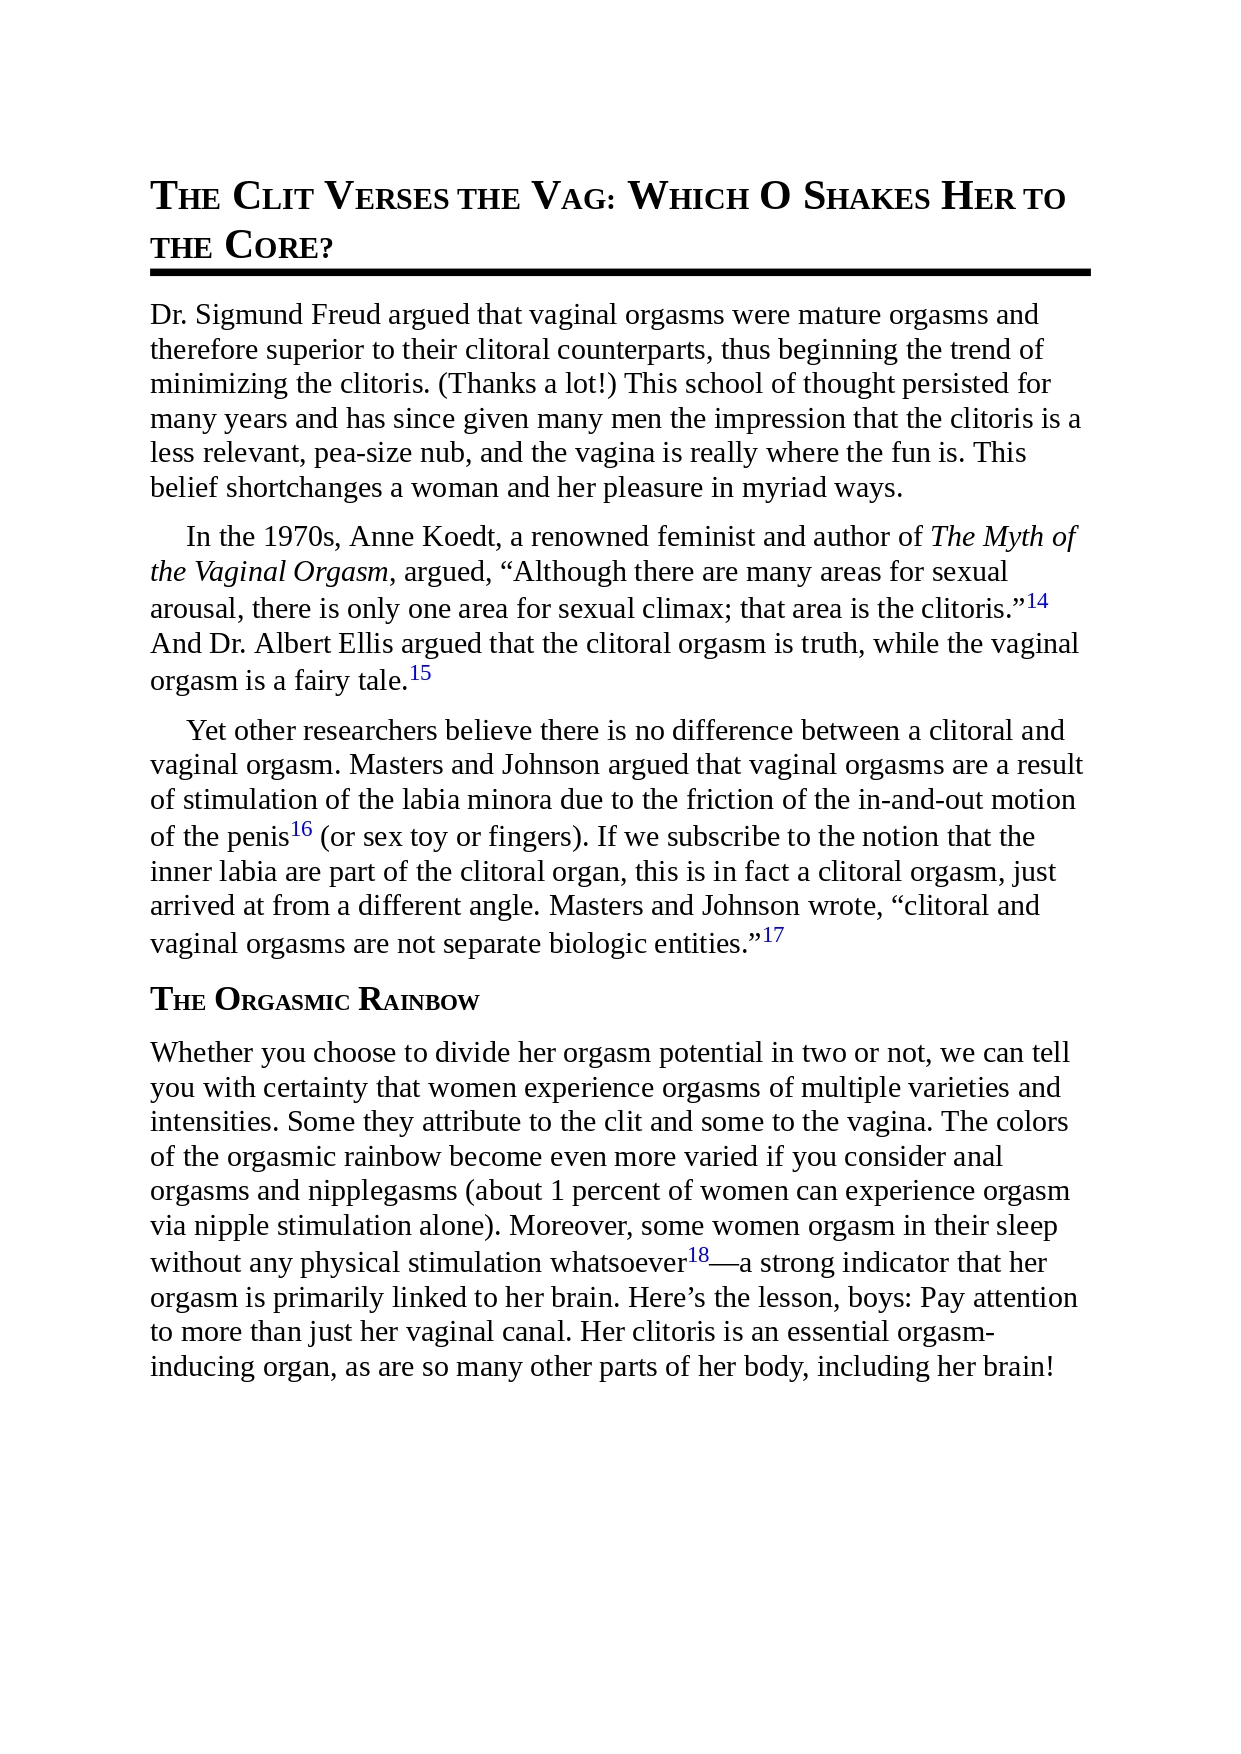 The Clit Verses the Vag: Which O Shakes Her to
the Core?
Dr. Sigmund Freud argued that vaginal orgasms were mature orgasms and
therefore superior to their clitoral counterparts, thus beginning the trend of
minimizing the clitoris. (Thanks a lot!) This school of thought persisted for
many years and has since given many men the impression that the clitoris is a
less relevant, pea-size nub, and the vagina is really where the fun is. This
belief shortchanges a woman and her pleasure in myriad ways.
In the 1970s, Anne Koedt, a renowned feminist and author of The Myth of
the Vaginal Orgasm, argued, “Although there are many areas for sexual
arousal, there is only one area for sexual climax; that area is the clitoris.”14
And Dr. Albert Ellis argued that the clitoral orgasm is truth, while the vaginal
orgasm is a fairy tale.15
Yet other researchers believe there is no difference between a clitoral and
vaginal orgasm. Masters and Johnson argued that vaginal orgasms are a result
of stimulation of the labia minora due to the friction of the in-and-out motion
of the penis16 (or sex toy or fingers). If we subscribe to the notion that the
inner labia are part of the clitoral organ, this is in fact a clitoral orgasm, just
arrived at from a different angle. Masters and Johnson wrote, “clitoral and
vaginal orgasms are not separate biologic entities.”17
The Orgasmic Rainbow
Whether you choose to divide her orgasm potential in two or not, we can tell
you with certainty that women experience orgasms of multiple varieties and
intensities. Some they attribute to the clit and some to the vagina. The colors
of the orgasmic rainbow become even more varied if you consider anal
orgasms and nipplegasms (about 1 percent of women can experience orgasm
via nipple stimulation alone). Moreover, some women orgasm in their sleep
without any physical stimulation whatsoever18—a strong indicator that her
orgasm is primarily linked to her brain. Here’s the lesson, boys: Pay attention
to more than just her vaginal canal. Her clitoris is an essential orgasm-
inducing organ, as are so many other parts of her body, including her brain!